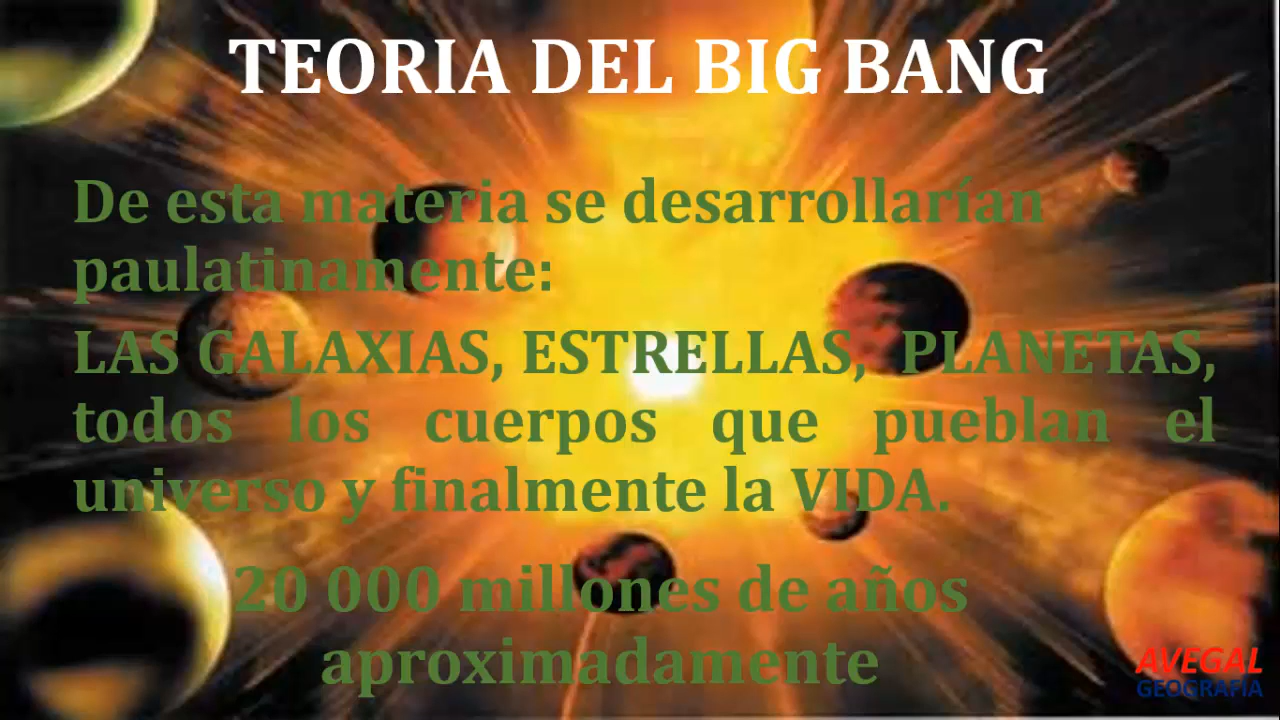 TEORIA DEL BIG BANG
De esta materia se desarrollarían
paulatinamente:
LAS GALAXIAS, ESTRELLAS, PLANETAS,
todos los cuerpos que pueblan el
universo y finalmente la VIDA.
20 000 millones de años
aproximadamente
AVEGAL
GEOGRAFÍA